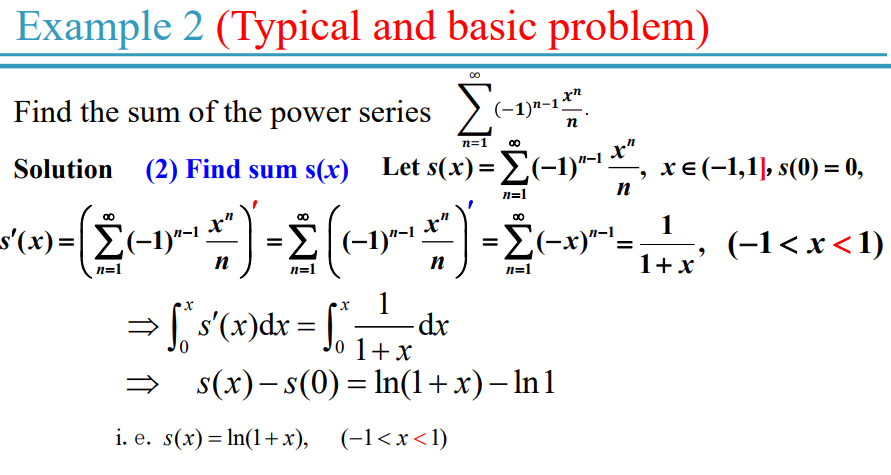 Example 2 (Typical and basic problem)
Find the sum of the power series $\sum_{n=1}^{\infty}(-1)^{n-1}\frac{x^n}{n}$.
Solution (2) Find sum s(x) Let $s(x)=\sum_{n=1}^{\infty}(-1)^{n-1}\frac{x^n}{n}$, $x\in(-1,1]$, $s(0)=0$,
$s'(x)=\left(\sum_{n=1}^{\infty}(-1)^{n-1}\frac{x^n}{n}\right)'=\sum_{n=1}^{\infty}\left((-1)^{n-1}\frac{x^n}{n}\right)'=\sum_{n=1}^{\infty}(-x)^{n-1}=\frac{1}{1+x}$, $(-1<x<1)$
$\Rightarrow \int_0^x s'(x)\mathrm{d}x=\int_0^x\frac{1}{1+x}\mathrm{d}x$
$\Rightarrow s(x)-s(0)=\ln(1+x)-\ln 1$
i. e. $s(x)=\ln(1+x)$, $(-1<x<1)$